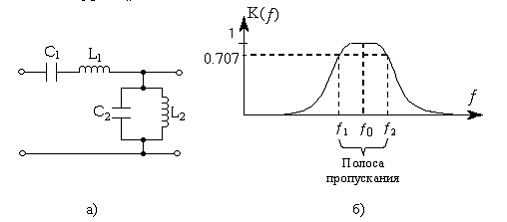 C1 L1
C2 L2
а)
K(f)
1
0.707
f
f1 f0 f2
Полоса
пропускания
б)